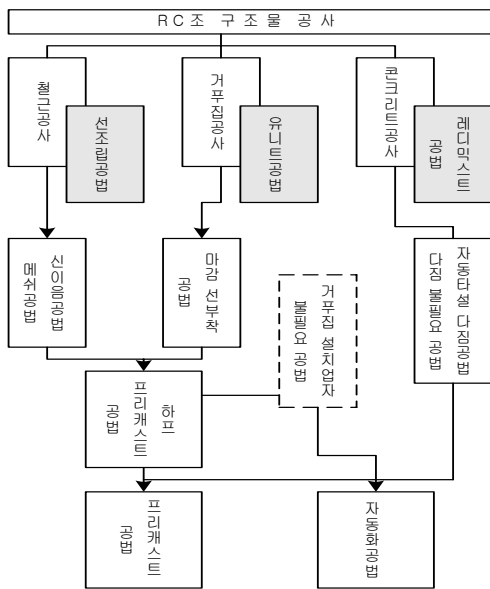 RC조 구조물 공사
철근공사
선조립공법
거푸집공사
유니트공법
콘크리트공사
레디믹스트
공법
신이음공법
메쉬공법
마감 선부착
공법
거푸집 설치업자
불필요 공법
자동타설 다짐공법
다짐 불필요 공법
하프
프리캐스트
공법
프리캐스트
공법
자동화공법